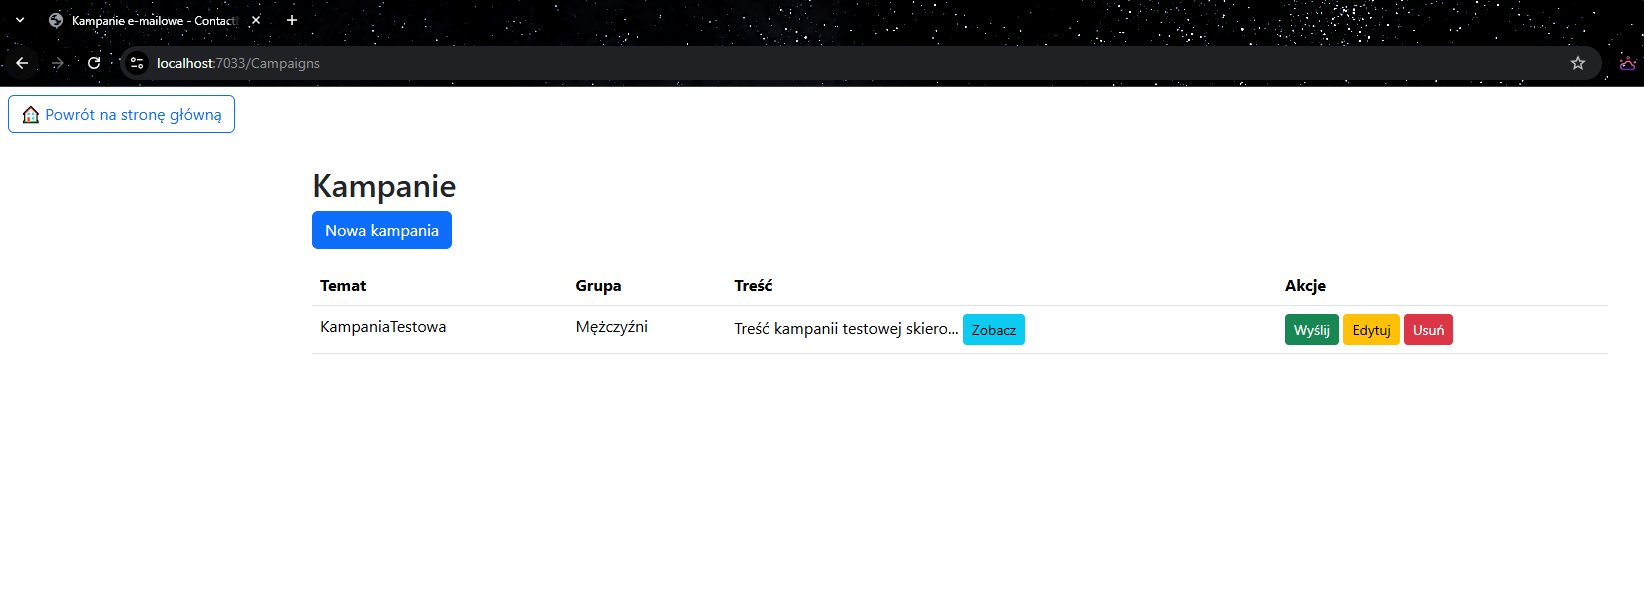 Kampanie e-mailowe - Contact
localhost:7033/Campaigns
Powrót na stronę główną
Kampanie
Nowa kampania
Temat Grupa Treść Akcje
KampaniaTestowa Mężczyźni Treść kampanii testowej skiero... Zobacz Wyślij Edytuj Usuń